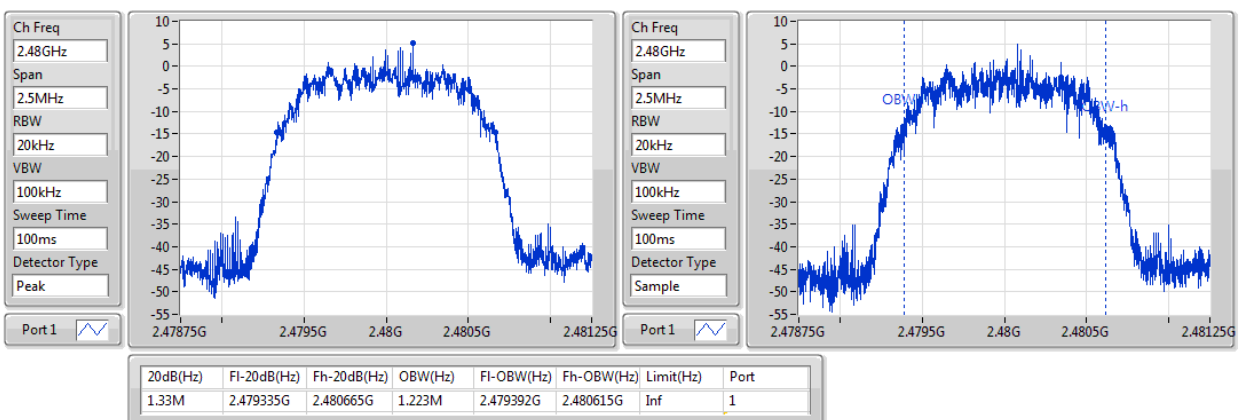 Ch Freq
2.48GHz
Span
2.5MHz
RBW
20kHz
VBW
100kHz
Sweep Time
100ms
Detector Type
Peak
Port 1
10
5
0
-5
-10
-15
-20
-25
-30
-35
-40
-45
-50
-55
2.47875G 2.4795G 2.48G 2.4805G 2.48125G
Ch Freq
2.48GHz
Span
2.5MHz
RBW
20kHz
VBW
100kHz
Sweep Time
100ms
Detector Type
Sample
Port 1
10
5
0
-5
-10
-15
-20
-25
-30
-35
-40
-45
-50
-55
2.47875G 2.4795G 2.48G 2.4805G 2.48125G
20dB(Hz) Fl-20dB(Hz) Fh-20dB(Hz) OBW(Hz) Fl-OBW(Hz) Fh-OBW(Hz) Limit(Hz) Port
1.33M 2.479335G 2.480665G 1.223M 2.479392G 2.480615G Inf 1